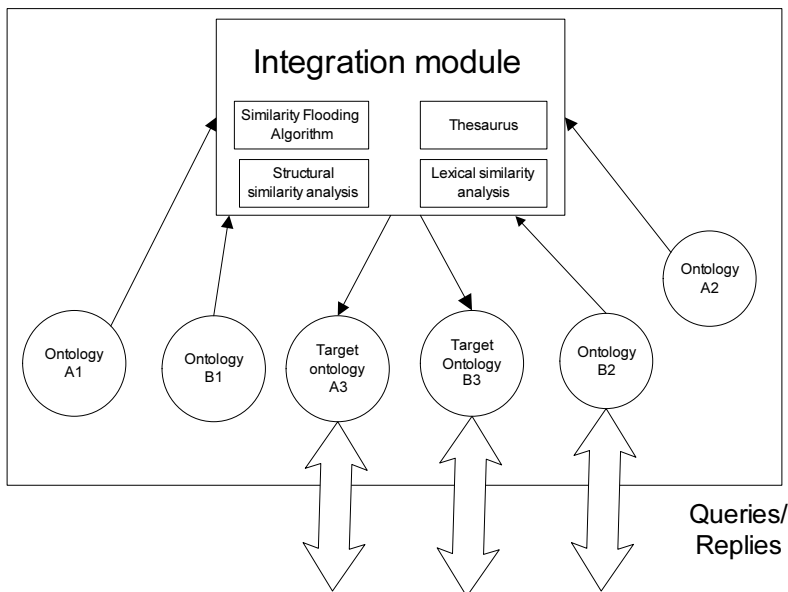 Integration module
Similarity Flooding
Algorithm
Thesaurus
Structural
similarity analysis
Lexical similarity
analysis
Ontology
A2
Ontology
A1
Ontology
B1
Target
ontology
A3
Target
Ontology
B3
Ontology
B2
Queries/
Replies